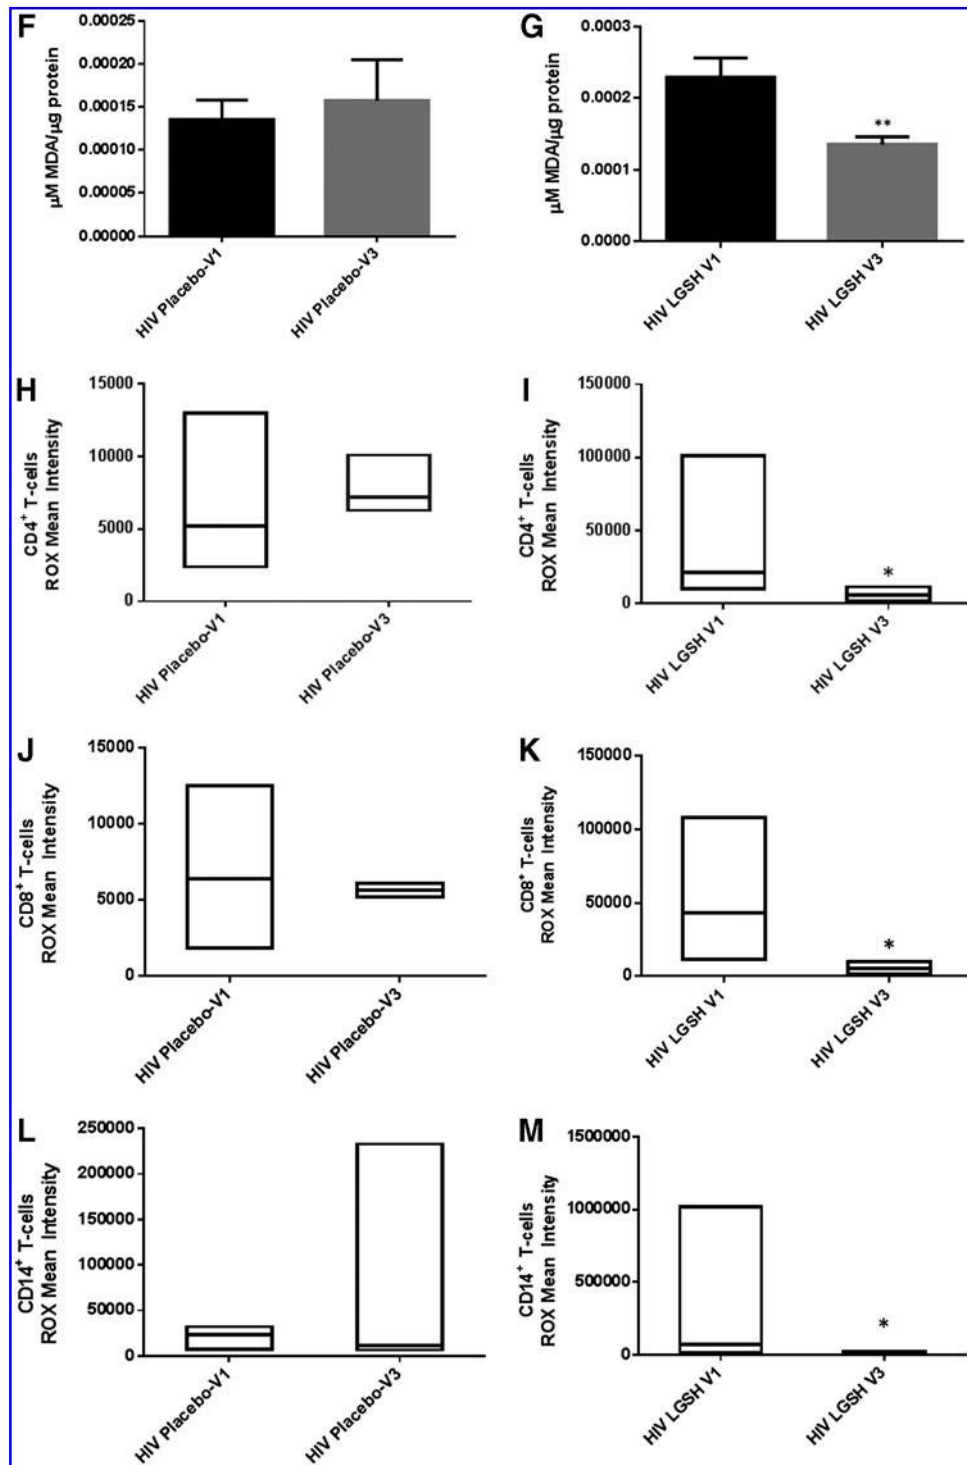 F
μM MDA/μg protein
0.00025
0.00020
0.00015
0.00010
0.00005
0.00000
HIV Placebo-V1
HIV Placebo-V3
G
μM MDA/μg protein
0.0003
0.0002
0.0001
0.0000
**
HIV LGSH V1
HIV LGSH V3
H
CD4+ T-cells
ROX Mean Intensity
15000
10000
5000
0
HIV Placebo-V1
HIV Placebo-V3
I
CD4+ T-cells
ROX Mean Intensity
150000
100000
50000
0
*
HIV LGSH V1
HIV LGSH V3
J
CD8+ T-cells
ROX Mean Intensity
15000
10000
5000
0
HIV Placebo-V1
HIV Placebo-V3
K
CD8+ T-cells
ROX Mean Intensity
150000
100000
50000
0
*
HIV LGSH V1
HIV LGSH V3
L
CD14+ T-cells
ROX Mean Intensity
250000
200000
150000
100000
50000
0
HIV Placebo-V1
HIV Placebo-V3
M
CD14+ T-cells
ROX Mean Intensity
1500000
1000000
500000
0
*
HIV LGSH V1
HIV LGSH V3